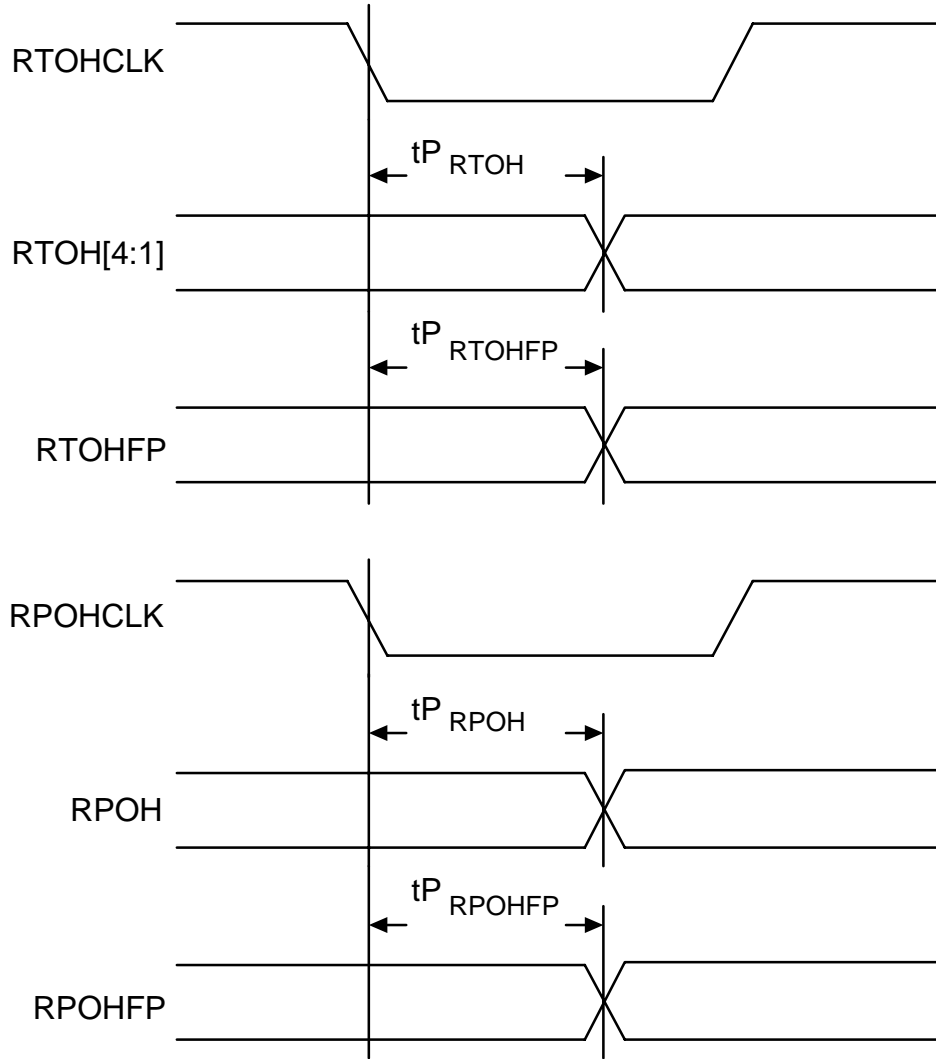 RTOHCLK
tP RTOH
RTOH[4:1]
tP RTOHFP
RTOHFP
RPOHCLK
tP RPOH
RPOH
tP RPOHFP
RPOHFP